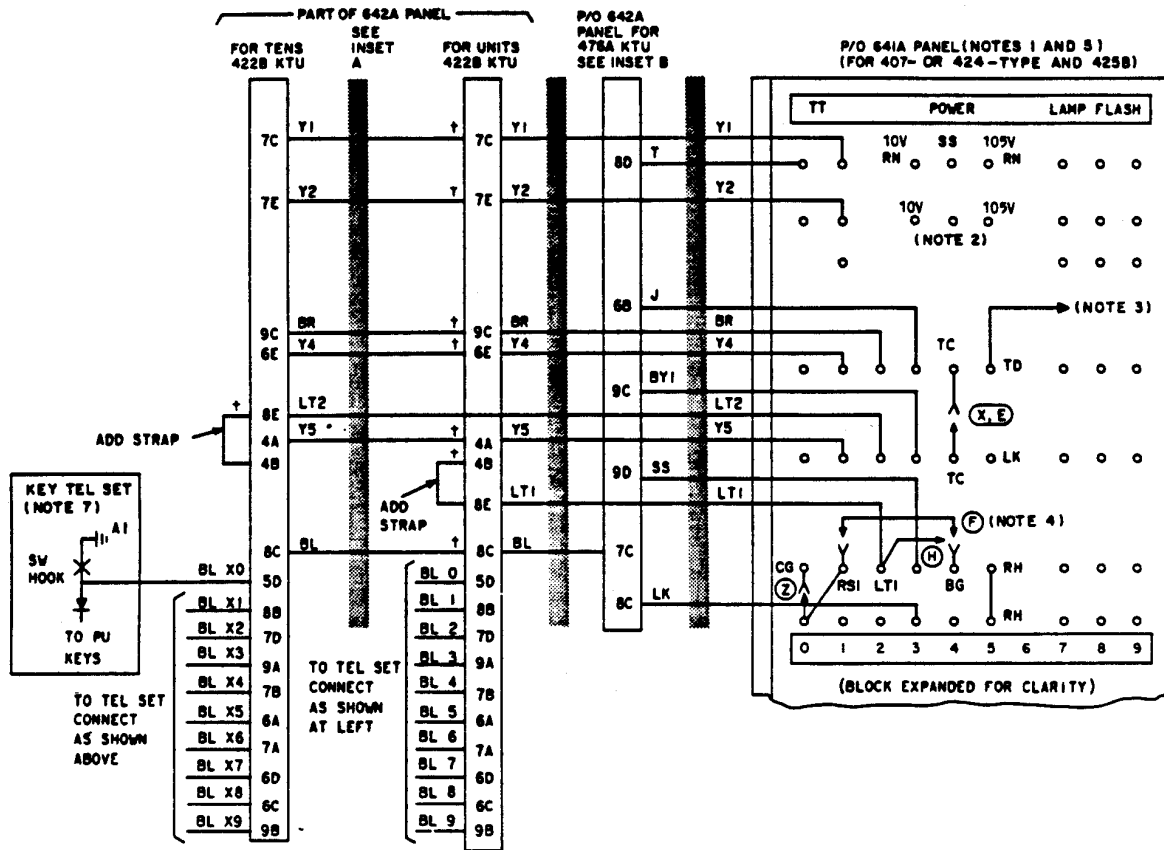 PART OF 642A PANEL
FOR TENS
422B KTU
SEE
INSET
A
FOR UNITS
422B KTU
P/O 642A
PANEL FOR
478A KTU
SEE INSET B
P/O 641A PANEL (NOTES 1 AND 5)
(FOR 407- OR 424-TYPE AND 425B)
TT POWER LAMP FLASH
7C Y1 † 7C Y1 Y1
8D T
10V SS 105V
RN RN
7E Y2 † 7E Y2 Y2
10V 105V
(NOTE 2)
6B J
(NOTE 3)
9C BR † 9C BR BR
6E Y4 † 6E Y4 Y4
TC
TD
9C BY1
† 8E LT2 LT2
ADD STRAP
4A Y5 † 4A Y5 Y5
X, E
4B † 4B
LK
TC
9D SS
ADD
STRAP
8E LT1 LT1
F (NOTE 4)
H
8C BL † 8C BL 7C
CG RS1 LT1 BG RH
Z
8C LK
RH
0 1 2 3 4 5 6 7 8 9
(BLOCK EXPANDED FOR CLARITY)
KEY TEL SET
(NOTE 7)
A1
SW
HOOK
TO PU
KEYS
BL X0 5D
BL X1 8B
BL X2 7D
BL X3 9A
BL X4 7B
BL X5 6A
BL X6 7A
BL X7 6D
BL X8 6C
BL X9 9B
TO TEL SET
CONNECT
AS SHOWN
ABOVE
BL 0 5D
BL 1 8B
BL 2 7D
BL 3 9A
BL 4 7B
BL 5 6A
BL 6 7A
BL 7 6D
BL 8 6C
BL 9 9B
TO TEL SET
CONNECT
AS SHOWN
AT LEFT